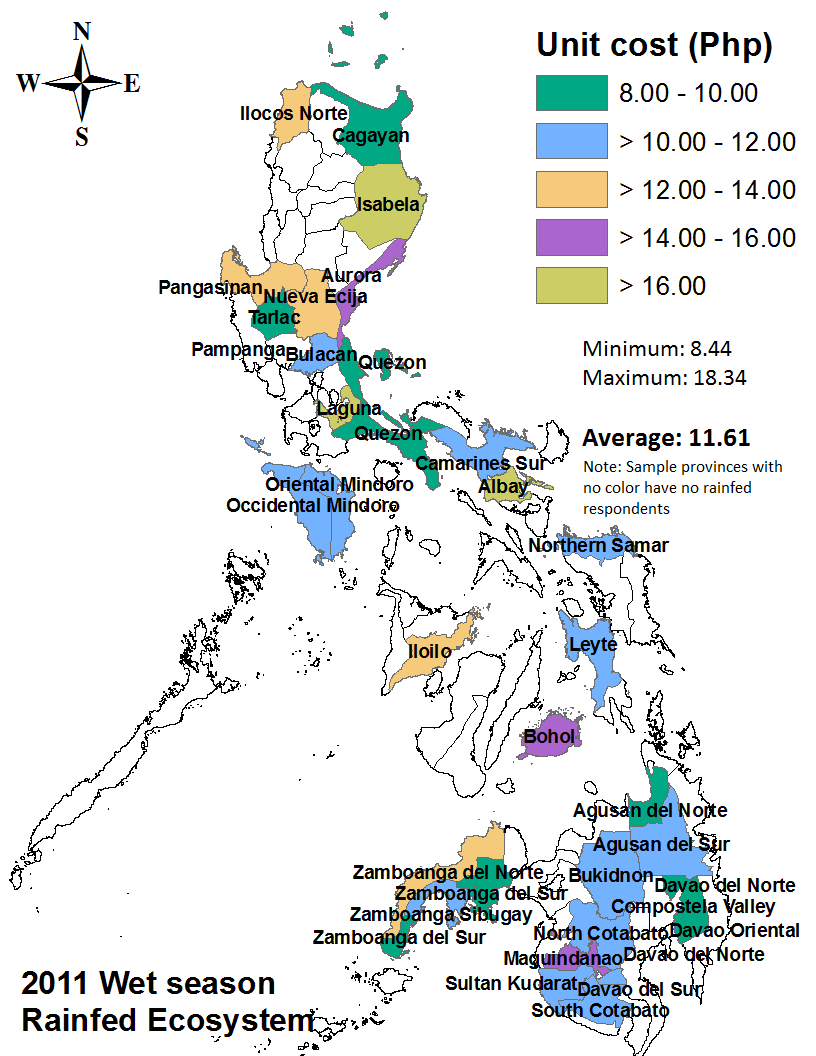 N
W E
S
Unit cost (Php)
8.00 - 10.00
> 10.00 - 12.00
> 12.00 - 14.00
> 14.00 - 16.00
> 16.00
Minimum: 8.44
Maximum: 18.34
Average: 11.61
Note: Sample provinces with
no color have no rainfed
respondents
Ilocos Norte
Cagayan
Isabela
Aurora
Pangasinan
Nueva Ecija
Tarlac
Pampanga
Bulacan
Quezon
Laguna
Quezon
Camarines Sur
Albay
Oriental Mindoro
Occidental Mindoro
Northern Samar
Leyte
Iloilo
Bohol
Agusan del Norte
Agusan del Sur
Zamboanga del Norte
Bukidnon
Davao del Norte
Zamboanga del Sur
Compostela Valley
Zamboanga Sibugay
Davao Oriental
North Cotabato
Zamboanga del Sur
Davao del Norte
Maguindanao
Sultan Kudarat
Davao del Sur
South Cotabato
2011 Wet season
Rainfed Ecosystem